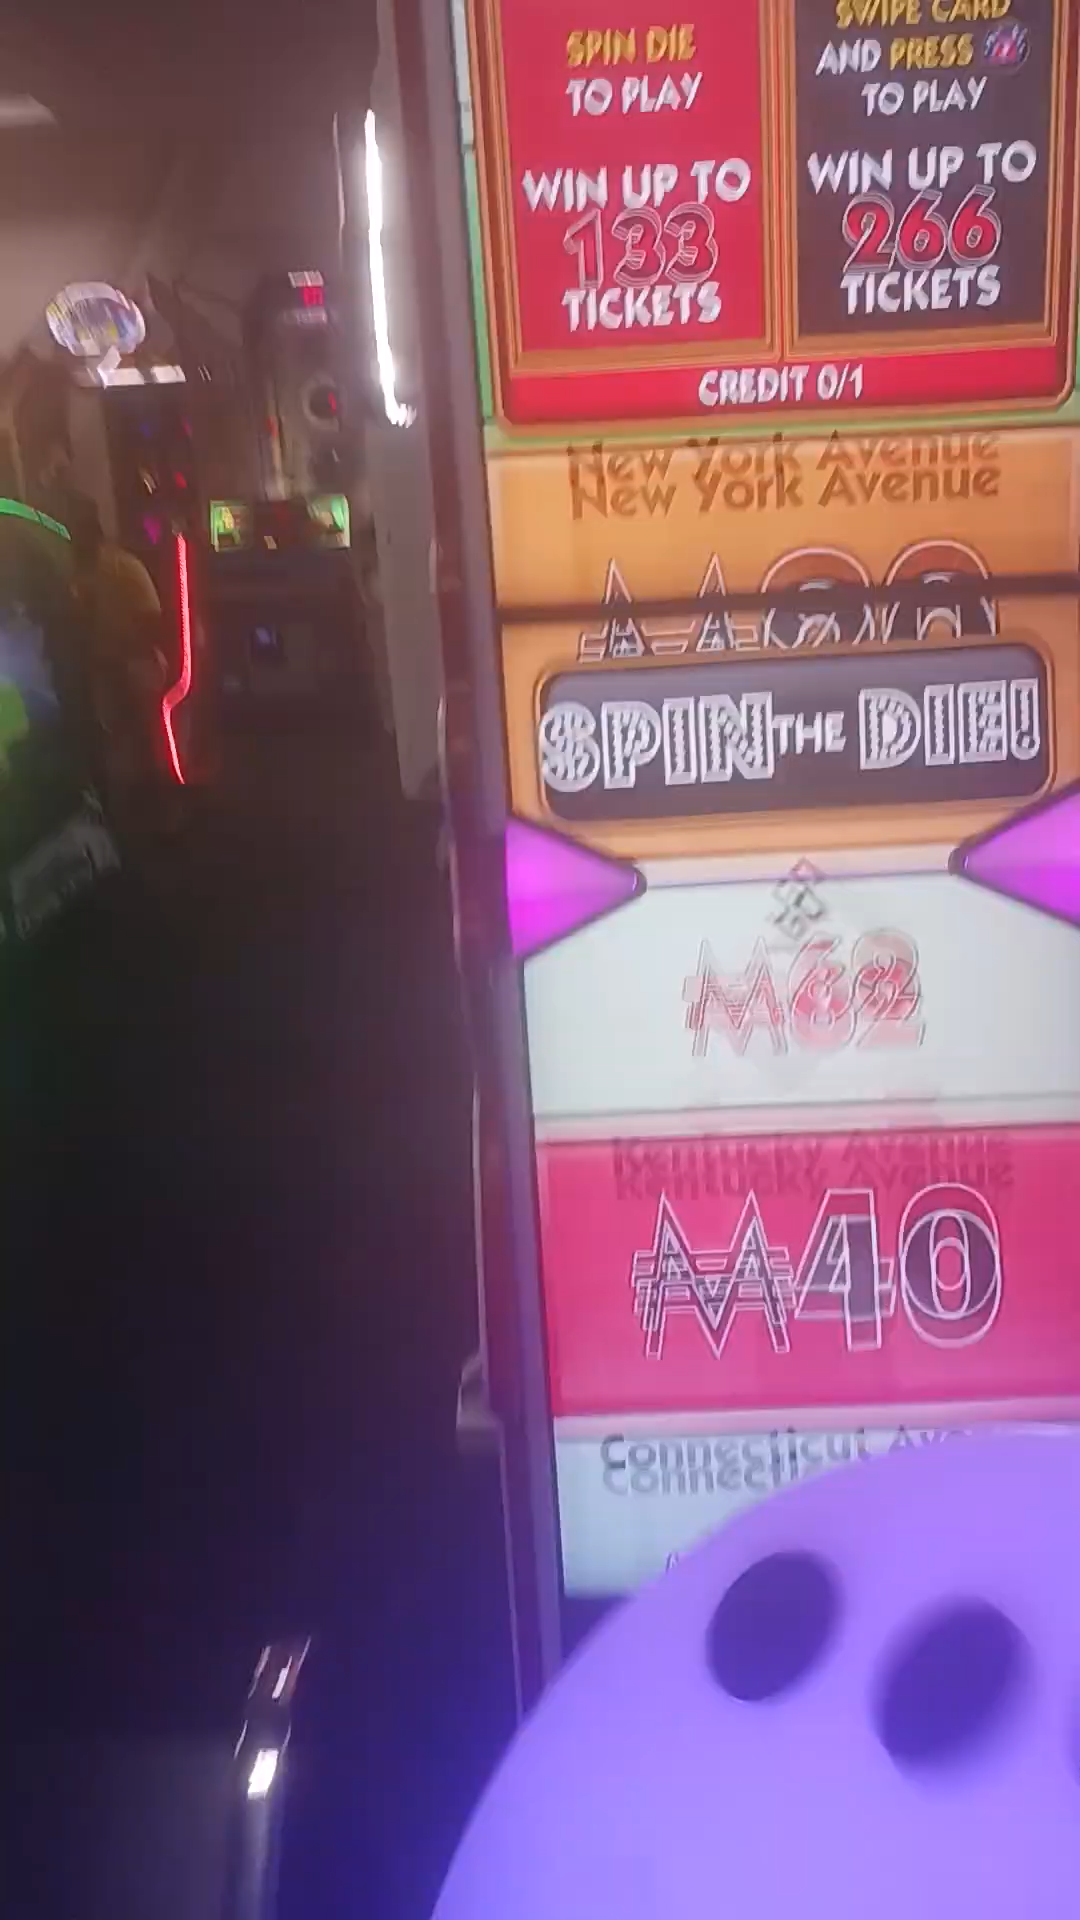 SPIN DIE
TO PLAY
WIN UP TO
133
TICKETS
SWIPE CARD
AND PRESS
TO PLAY
WIN UP TO
266
TICKETS
CREDIT 0/1
New York Avenue
SPIN THE DIE!
M62
Kentucky Avenue
M40
Connecticut